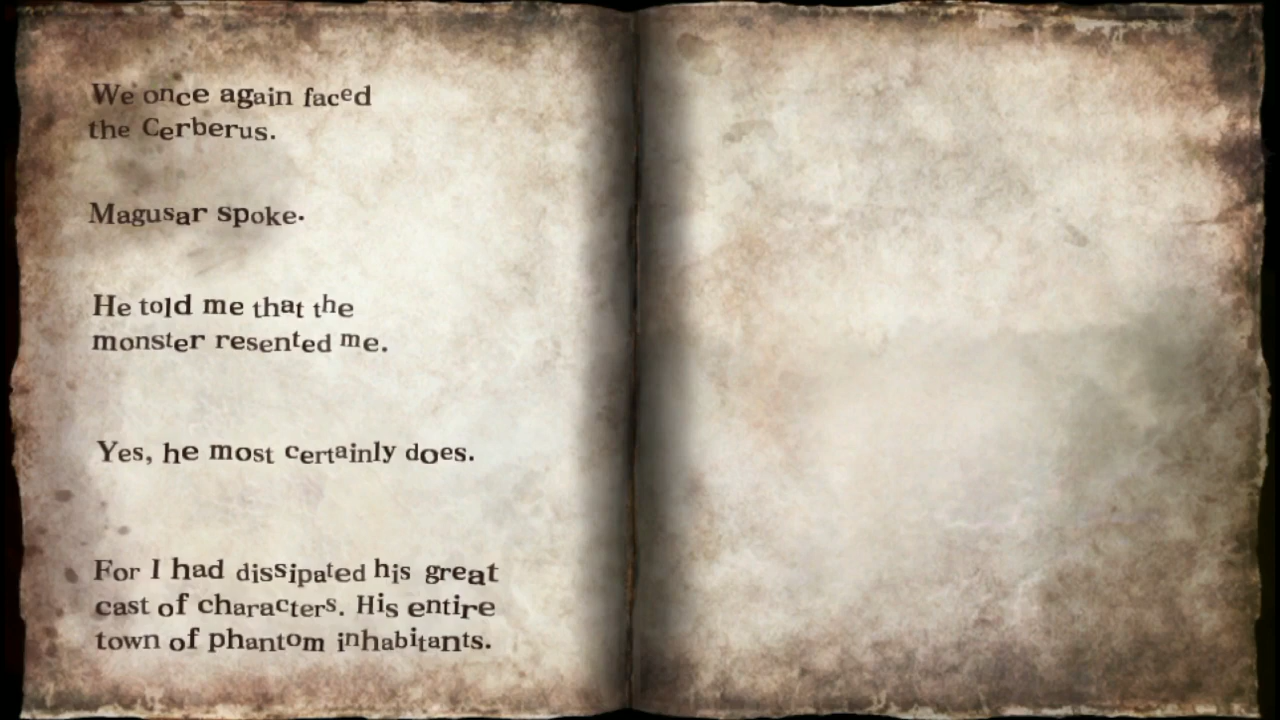 We once again faced
the Cerberus.
Magusar spoke.
He told me that the
monster resented me.
Yes, he most certainly does.
For I had dissipated his great
cast of characters. His entire
town of phantom inhabitants.